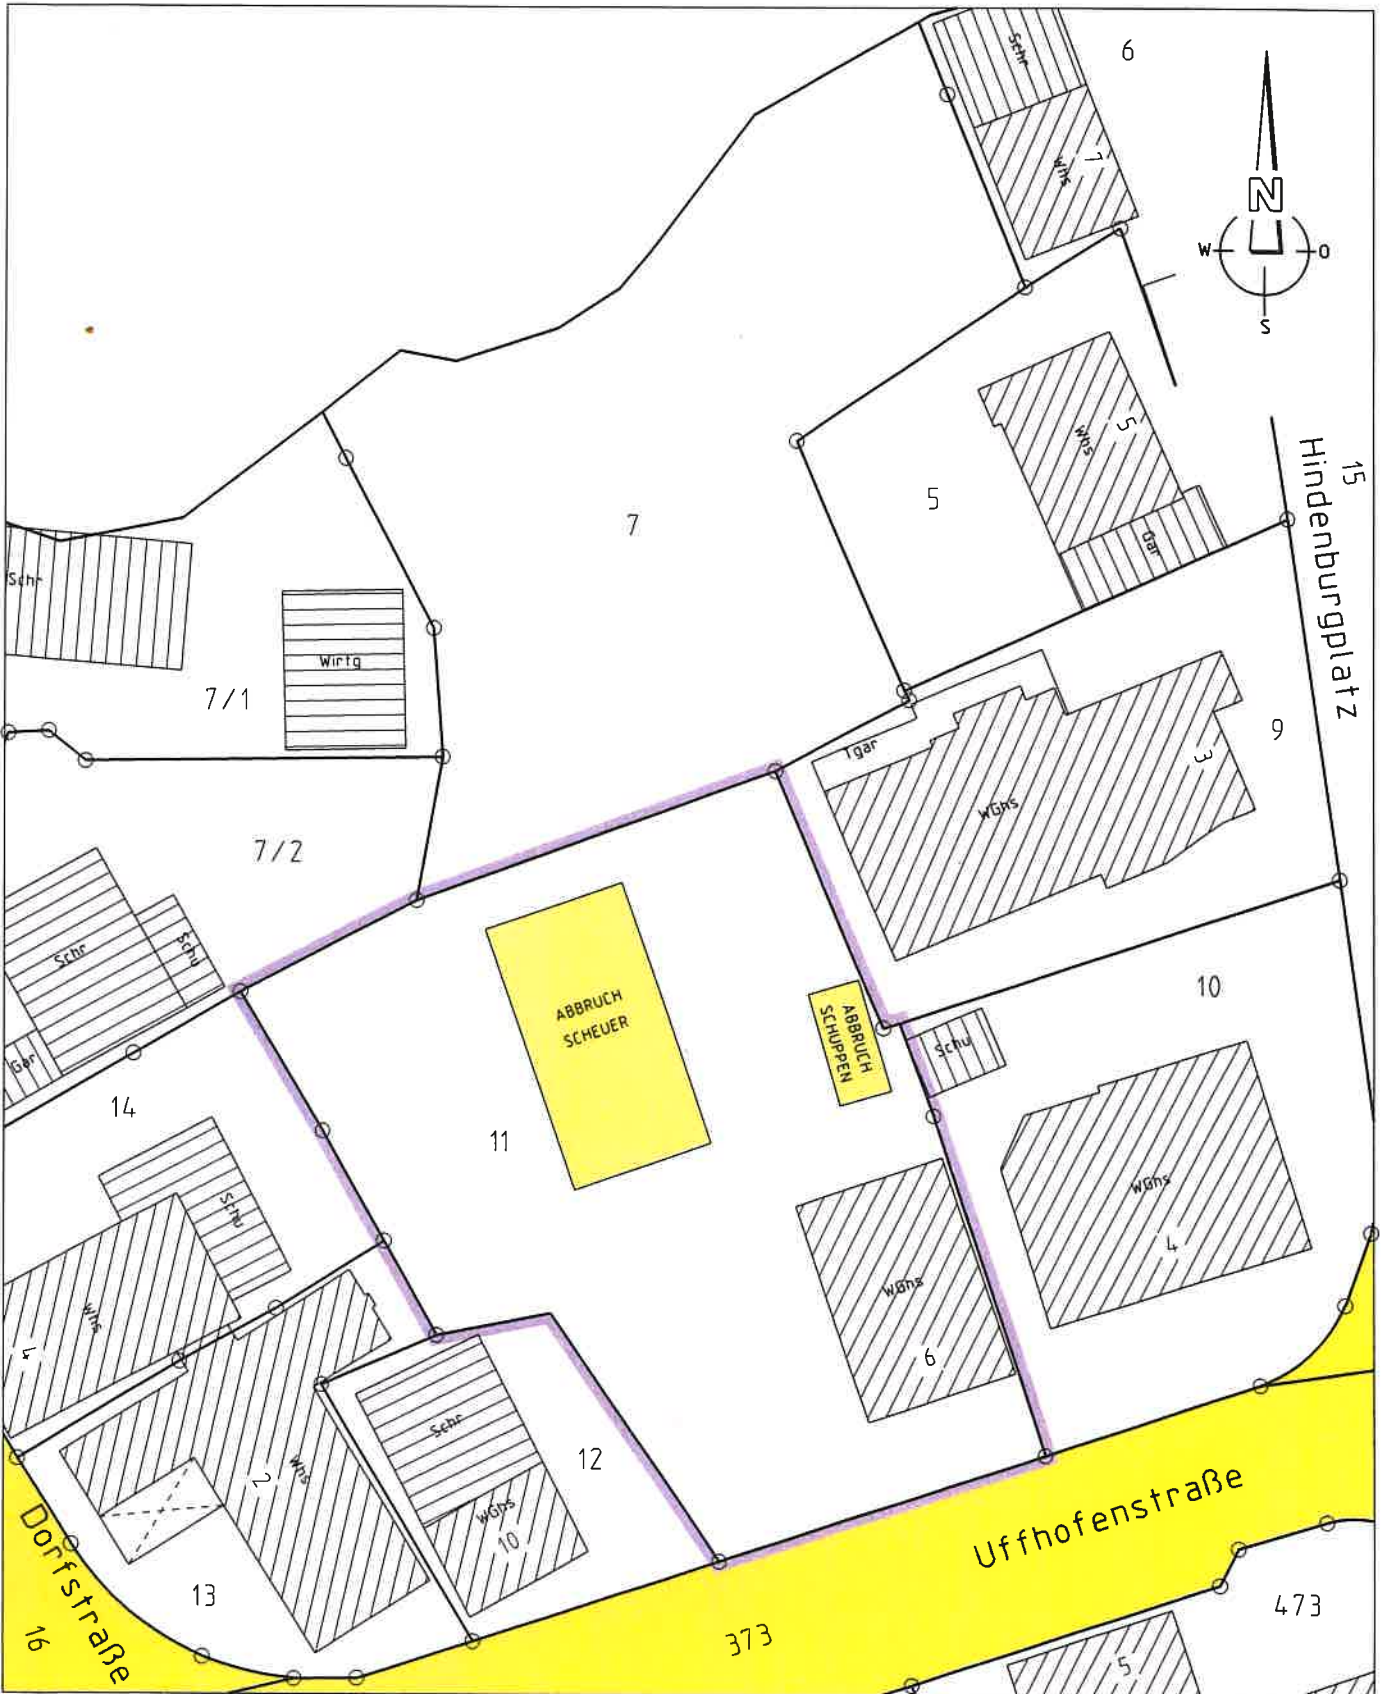 6
Schr
7
Whs
N
W
O
S
5
Whs
5
Gar
15
Hindenburgplatz
7
Schr
Wirtg
7/1
9
Tgar
3
WGhs
7/2
Schr
Schu
Gar
10
ABBRUCH
SCHEUER
ABBRUCH
SCHUPPEN
Schu
14
11
Schu
WGhs
4
Whs
4
WGhs
6
Schr
12
2
Whs
WGhs
10
Uffhofenstraße
Dorfstraße
13
16
373
473
5